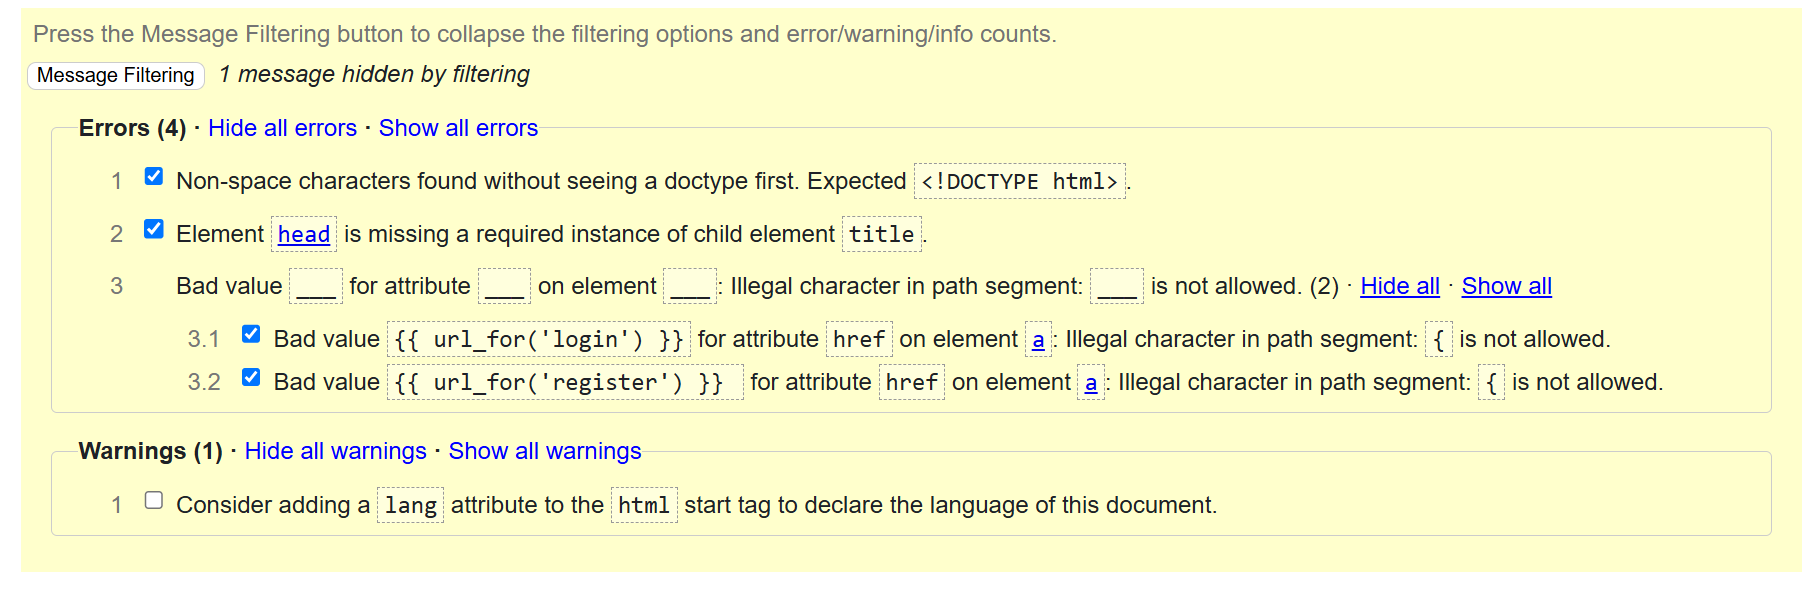 Press the Message Filtering button to collapse the filtering options and error/warning/info counts.
Message Filtering 1 message hidden by filtering
Errors (4) · Hide all errors · Show all errors
1 Non-space characters found without seeing a doctype first. Expected <!DOCTYPE html>.
2 Element head is missing a required instance of child element title.
3 Bad value ___ for attribute ___ on element ___: Illegal character in path segment: ___ is not allowed. (2) · Hide all · Show all
3.1 Bad value {{ url_for('login') }} for attribute href on element a: Illegal character in path segment: { is not allowed.
3.2 Bad value {{ url_for('register') }} for attribute href on element a: Illegal character in path segment: { is not allowed.
Warnings (1) · Hide all warnings · Show all warnings
1 Consider adding a lang attribute to the html start tag to declare the language of this document.